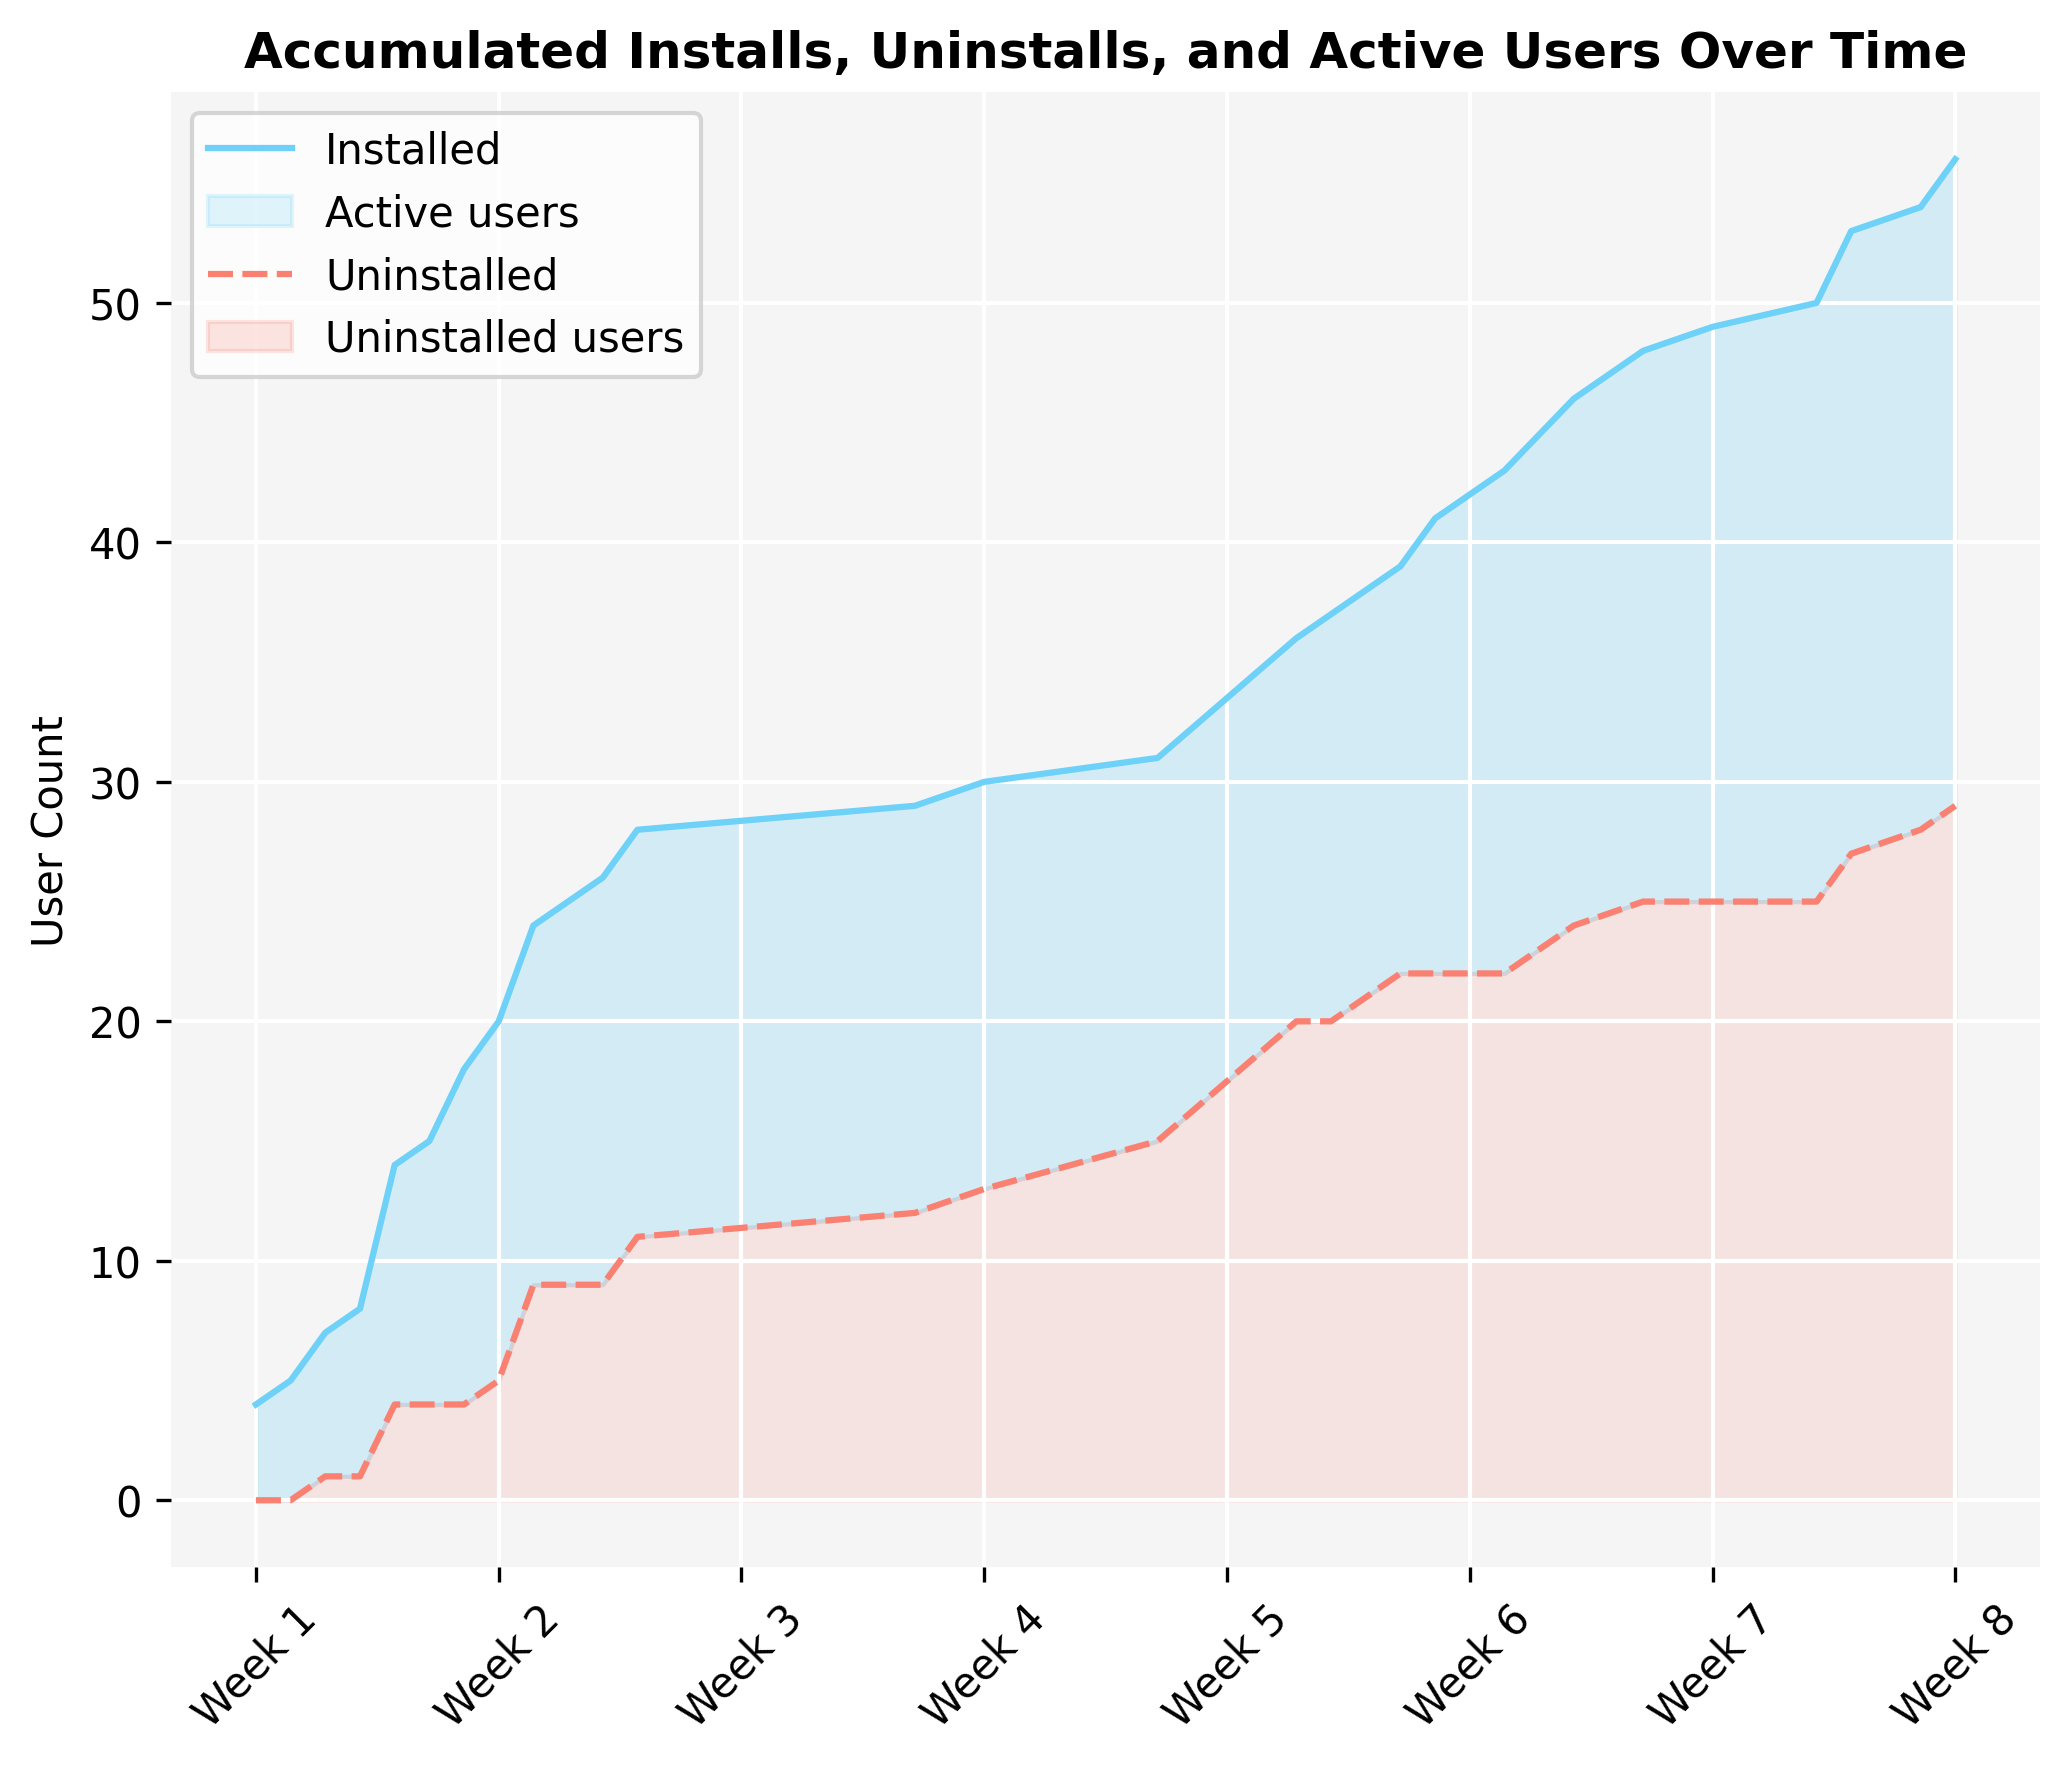 Accumulated Installs, Uninstalls, and Active Users Over Time
Installed
Active users
Uninstalled
Uninstalled users
User Count
50
40
30
20
10
0
Week 1
Week 2
Week 3
Week 4
Week 5
Week 6
Week 7
Week 8